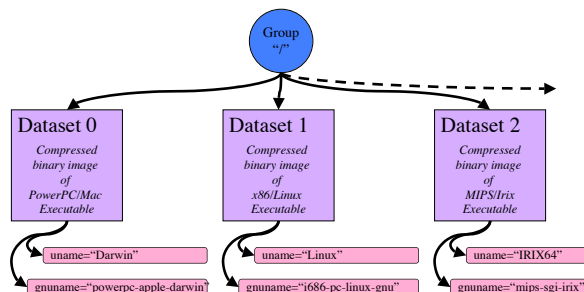 Group
“/”
Dataset 0
Compressed
binary image
of
PowerPC/Mac
Executable
uname=“Darwin”
gnuname=“powerpc-apple-darwin”
Dataset 1
Compressed
binary image
of
x86/Linux
Executable
uname=“Linux”
gnuname=“i686-pc-linux-gnu”
Dataset 2
Compressed
binary image
of
MIPS/Irix
Executable
uname=“IRIX64”
gnuname=“mips-sgi-irix”